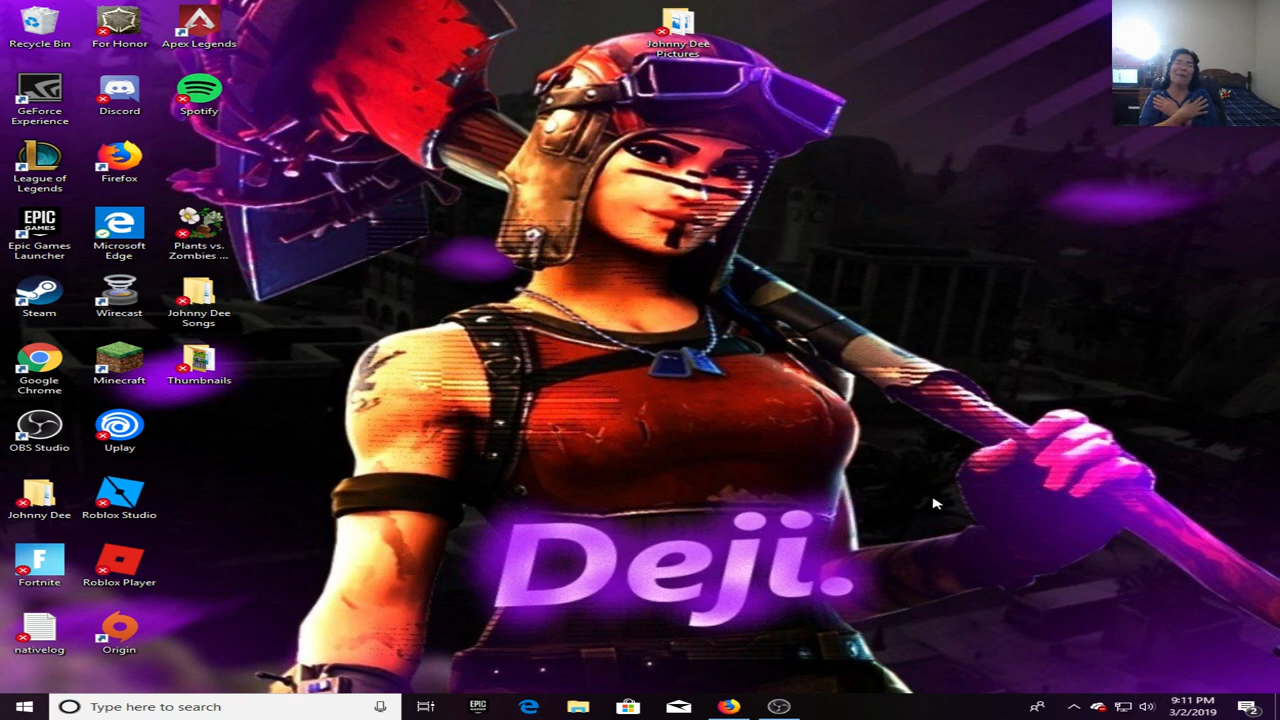 Recycle Bin
For Honor
Apex Legends
Johnny Dee
Pictures
GeForce
Experience
Discord
Spotify
League of
Legends
Firefox
EPIC
GAMES
Epic Games
Launcher
Microsoft
Edge
Plants vs.
Zombies ...
Steam
Wirecast
Johnny Dee
Songs
Google
Chrome
Minecraft
Thumbnails
OBS Studio
Uplay
Johnny Dee
Roblox Studio
F
Fortnite
Roblox Player
nativelog
Origin
Deji.
Type here to search
EPIC
9:11 PM
3/2/2019
2